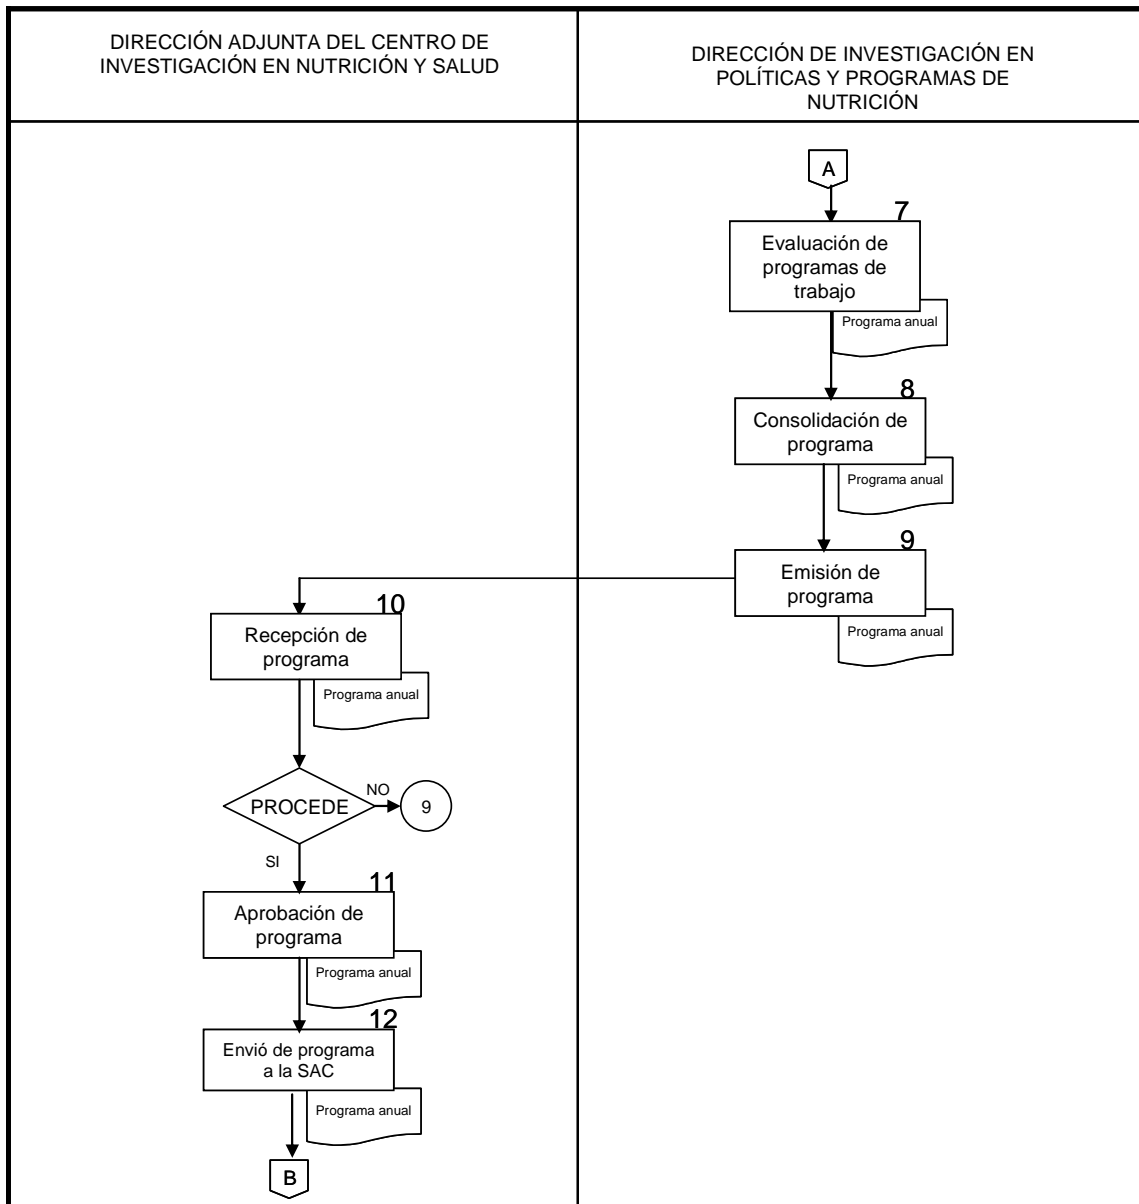 DIRECCIÓN ADJUNTA DEL CENTRO DE
INVESTIGACIÓN EN NUTRICIÓN Y SALUD
DIRECCIÓN DE INVESTIGACIÓN EN
POLÍTICAS Y PROGRAMAS DE
NUTRICIÓN
A
7
Evaluación de
programas de
trabajo
Programa anual
8
Consolidación de
programa
Programa anual
9
Emisión de
programa
Programa anual
10
Recepción de
programa
Programa anual
PROCEDE
NO
9
SI
11
Aprobación de
programa
Programa anual
12
Envió de programa
a la SAC
Programa anual
B